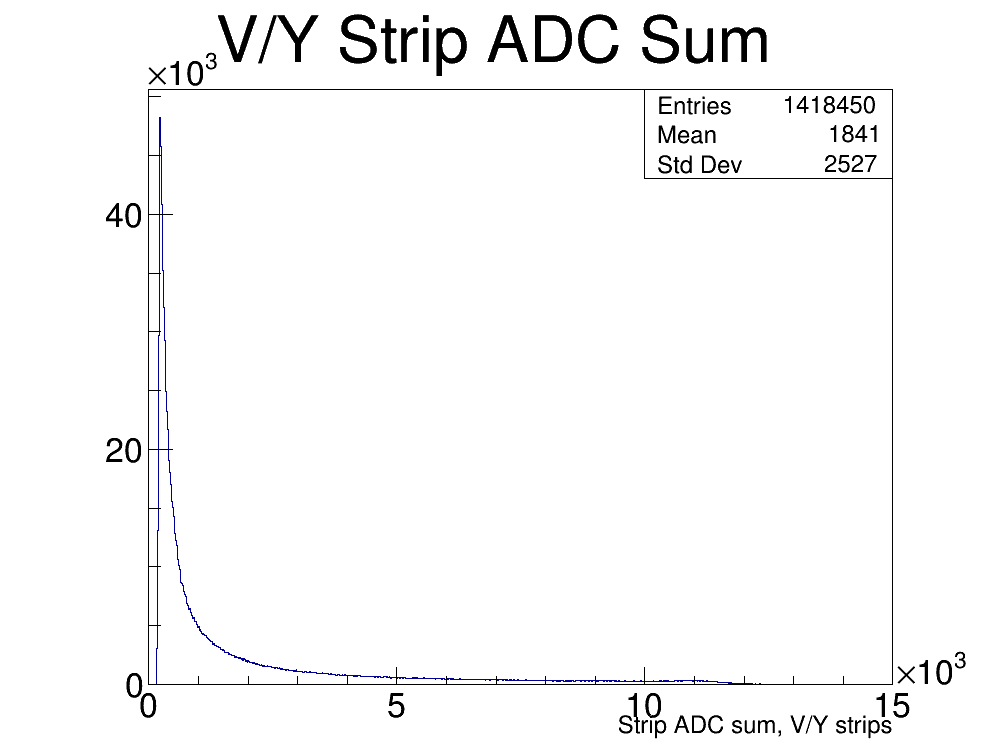 V/Y Strip ADC Sum
×10³
Entries 1418450
Mean 1841
Std Dev 2527
40
20
0
0 5 10 15
×10³
Strip ADC sum, V/Y strips